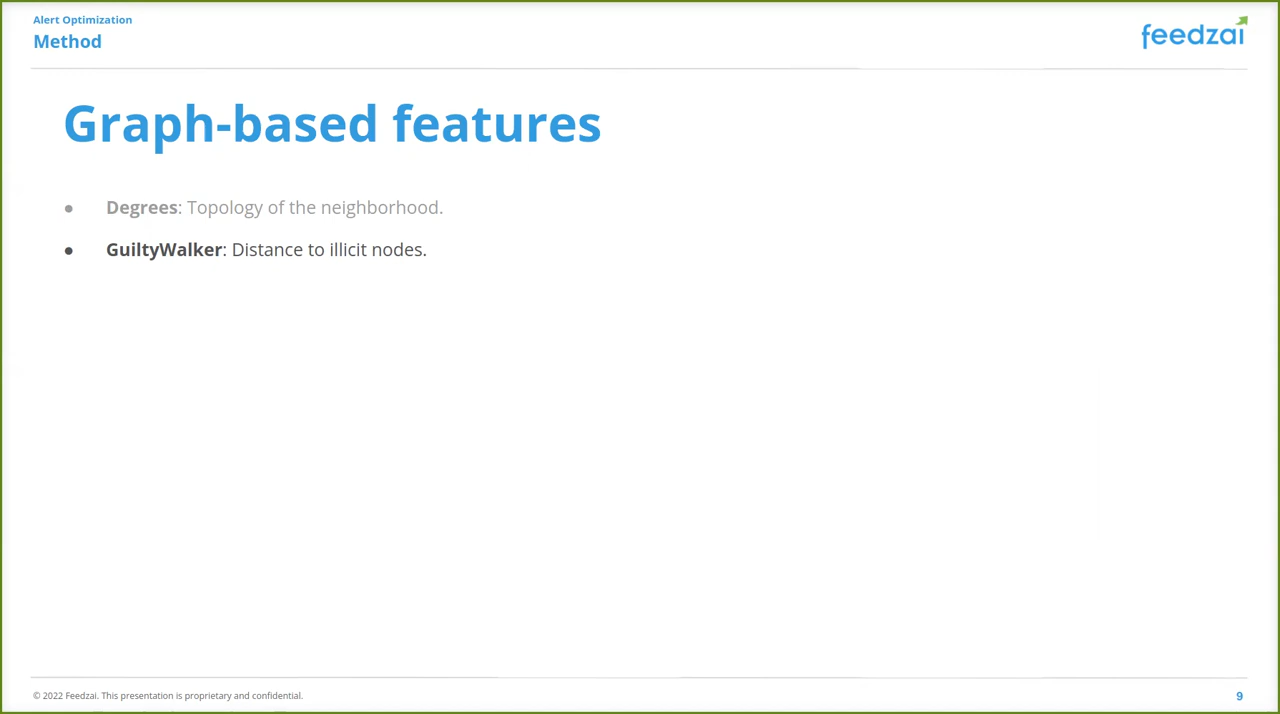 Alert Optimization
Method
feedzai
Graph-based features
● Degrees: Topology of the neighborhood.
● GuiltyWalker: Distance to illicit nodes.
© 2022 Feedzai. This presentation is proprietary and confidential.
9